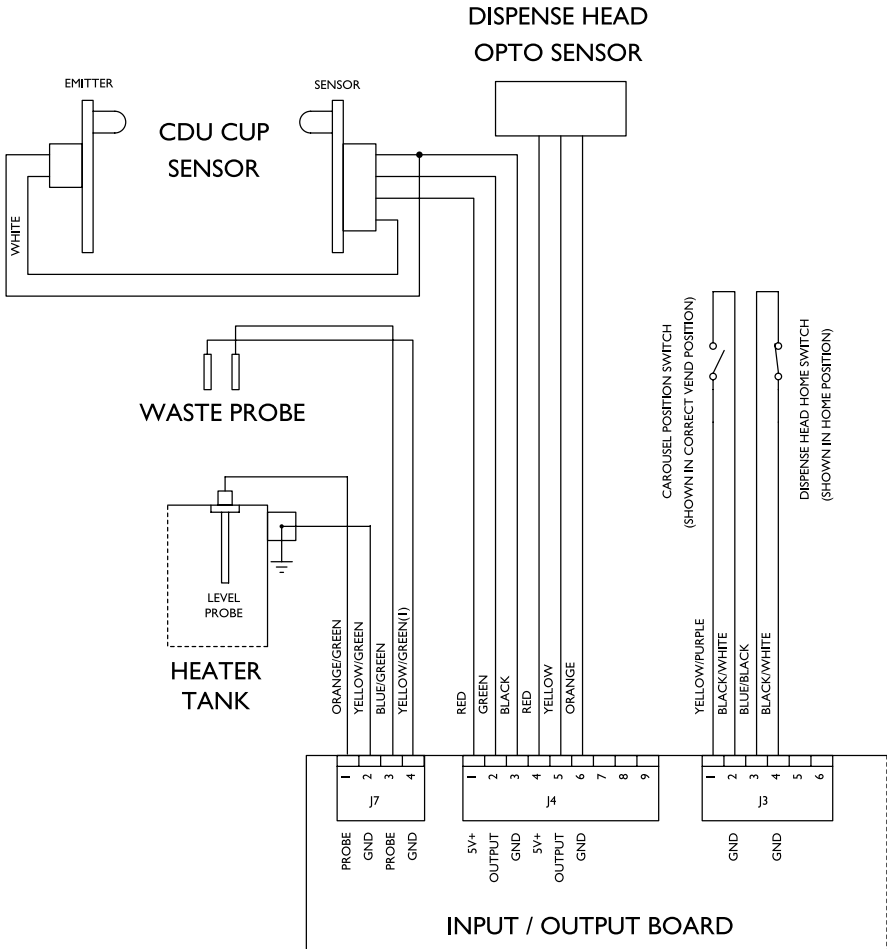 DISPENSE HEAD
OPTO SENSOR
EMITTER
SENSOR
CDU CUP
SENSOR
WHITE
WASTE PROBE
CAROUSEL POSITION SWITCH
(SHOWN IN CORRECT VEND POSITION)
DISPENSE HEAD HOME SWITCH
(SHOWN IN HOME POSITION)
LEVEL
PROBE
HEATER
TANK
ORANGE/GREEN
YELLOW/GREEN
BLUE/GREEN
YELLOW/GREEN(1)
RED
GREEN
BLACK
RED
YELLOW
ORANGE
YELLOW/PURPLE
BLACK/WHITE
BLUE/BLACK
BLACK/WHITE
1 2 3 4
J7
1 2 3 4 5 6 7 8 9
J4
1 2 3 4 5 6
J3
PROBE
GND
PROBE
GND
5V+
OUTPUT
GND
5V+
OUTPUT
GND
GND
GND
INPUT / OUTPUT BOARD